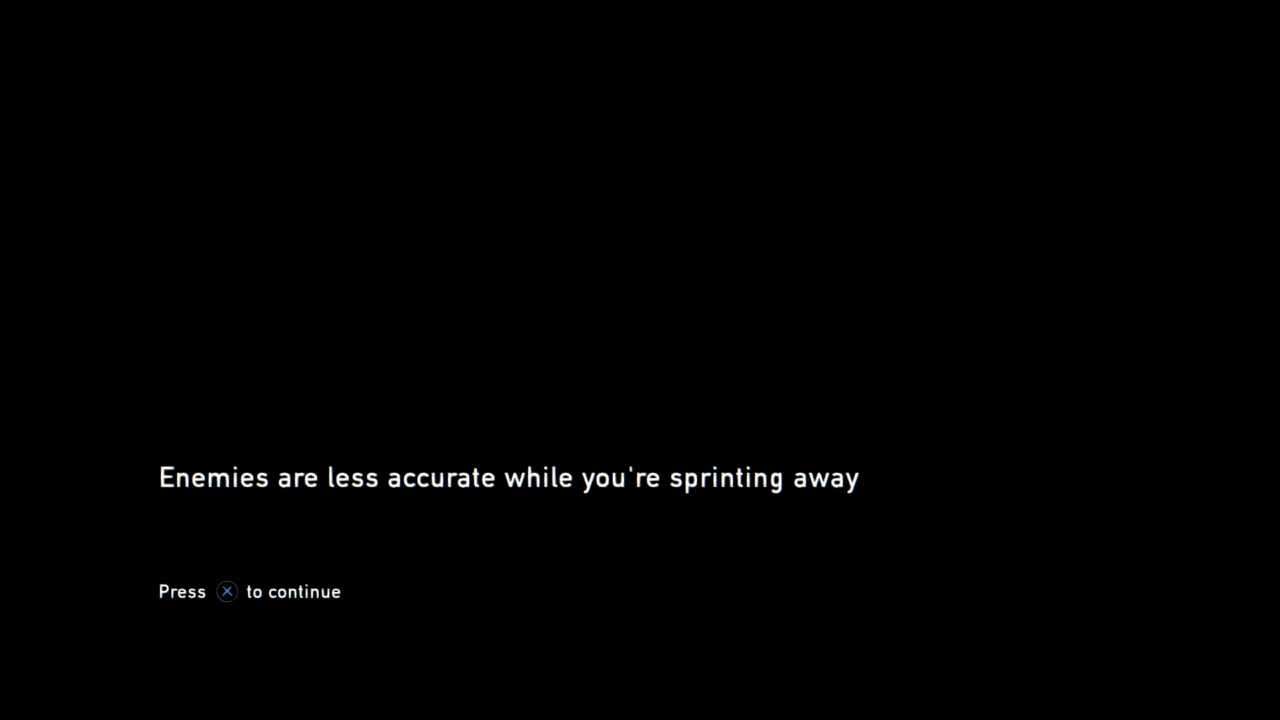 Enemies are less accurate while you're sprinting away
Press ⓧ to continue